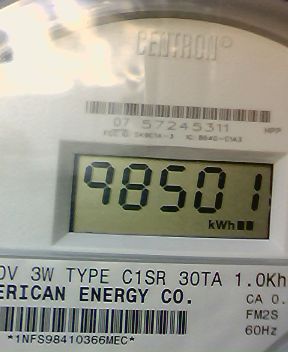 CENTRON®
07 57245311 HPP
98501
kWh
0V 3W TYPE C1SR 30TA 1.0Kh
ERICAN ENERGY CO. CA 0.
FM2S
60Hz
*1NFS98410366MEC*